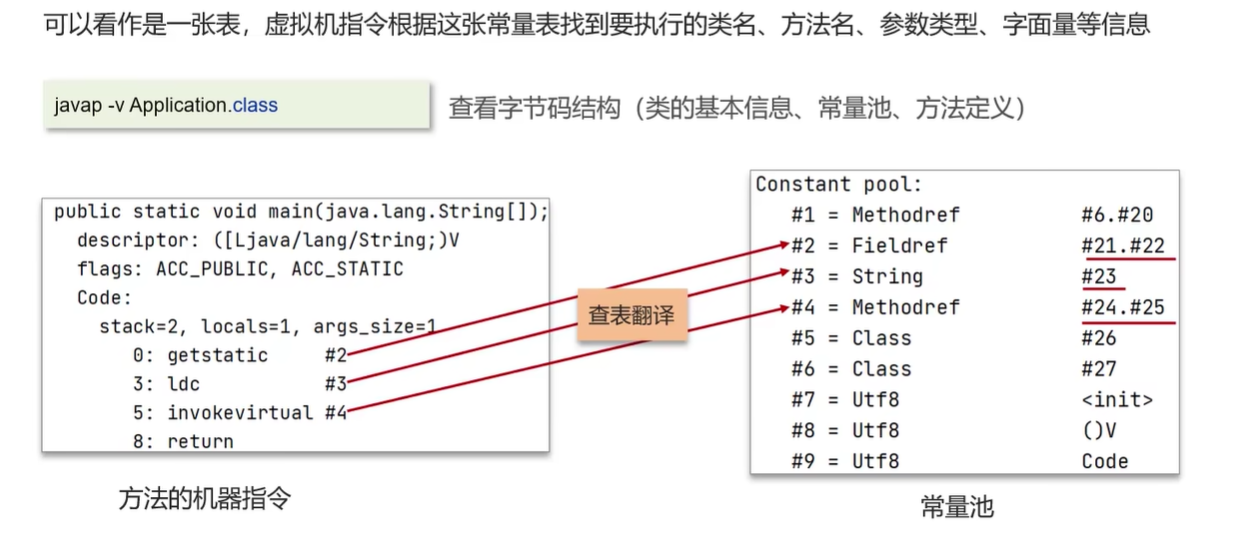 可以看作是一张表，虚拟机指令根据这张常量表找到要执行的类名、方法名、参数类型、字面量等信息
javap -v Application.class
查看字节码结构（类的基本信息、常量池、方法定义）
public static void main(java.lang.String[]);
descriptor: ([Ljava/lang/String;)V
flags: ACC_PUBLIC, ACC_STATIC
Code:
stack=2, locals=1, args_size=1
0: getstatic #2
3: ldc #3
5: invokevirtual #4
8: return
方法的机器指令
查表翻译
Constant pool:
#1 = Methodref #6.#20
#2 = Fieldref #21.#22
#3 = String #23
#4 = Methodref #24.#25
#5 = Class #26
#6 = Class #27
#7 = Utf8 <init>
#8 = Utf8 ()V
#9 = Utf8 Code
常量池